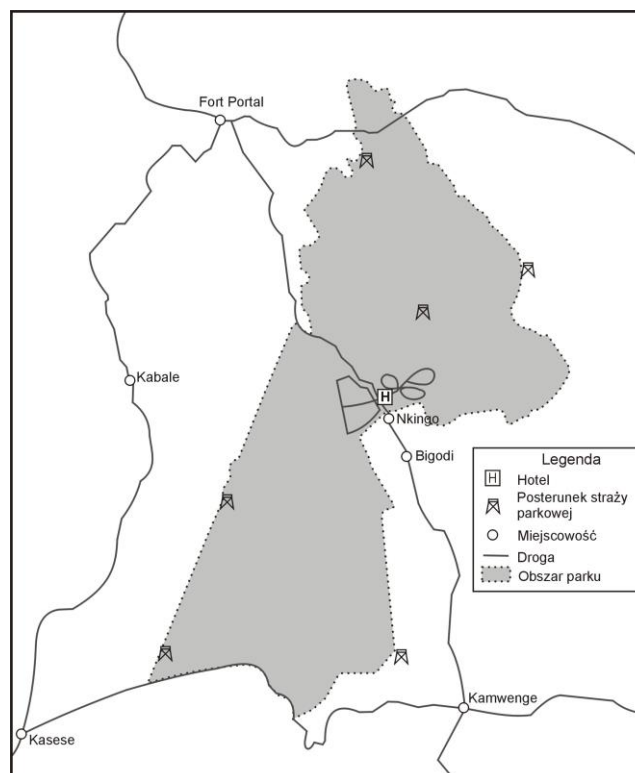 Fort Portal
Kabale
H
Nkingo
Bigodi
Legenda
H Hotel
Posterunek straży
parkowej
Miejscowość
Droga
Obszar parku
Kamwenge
Kasese